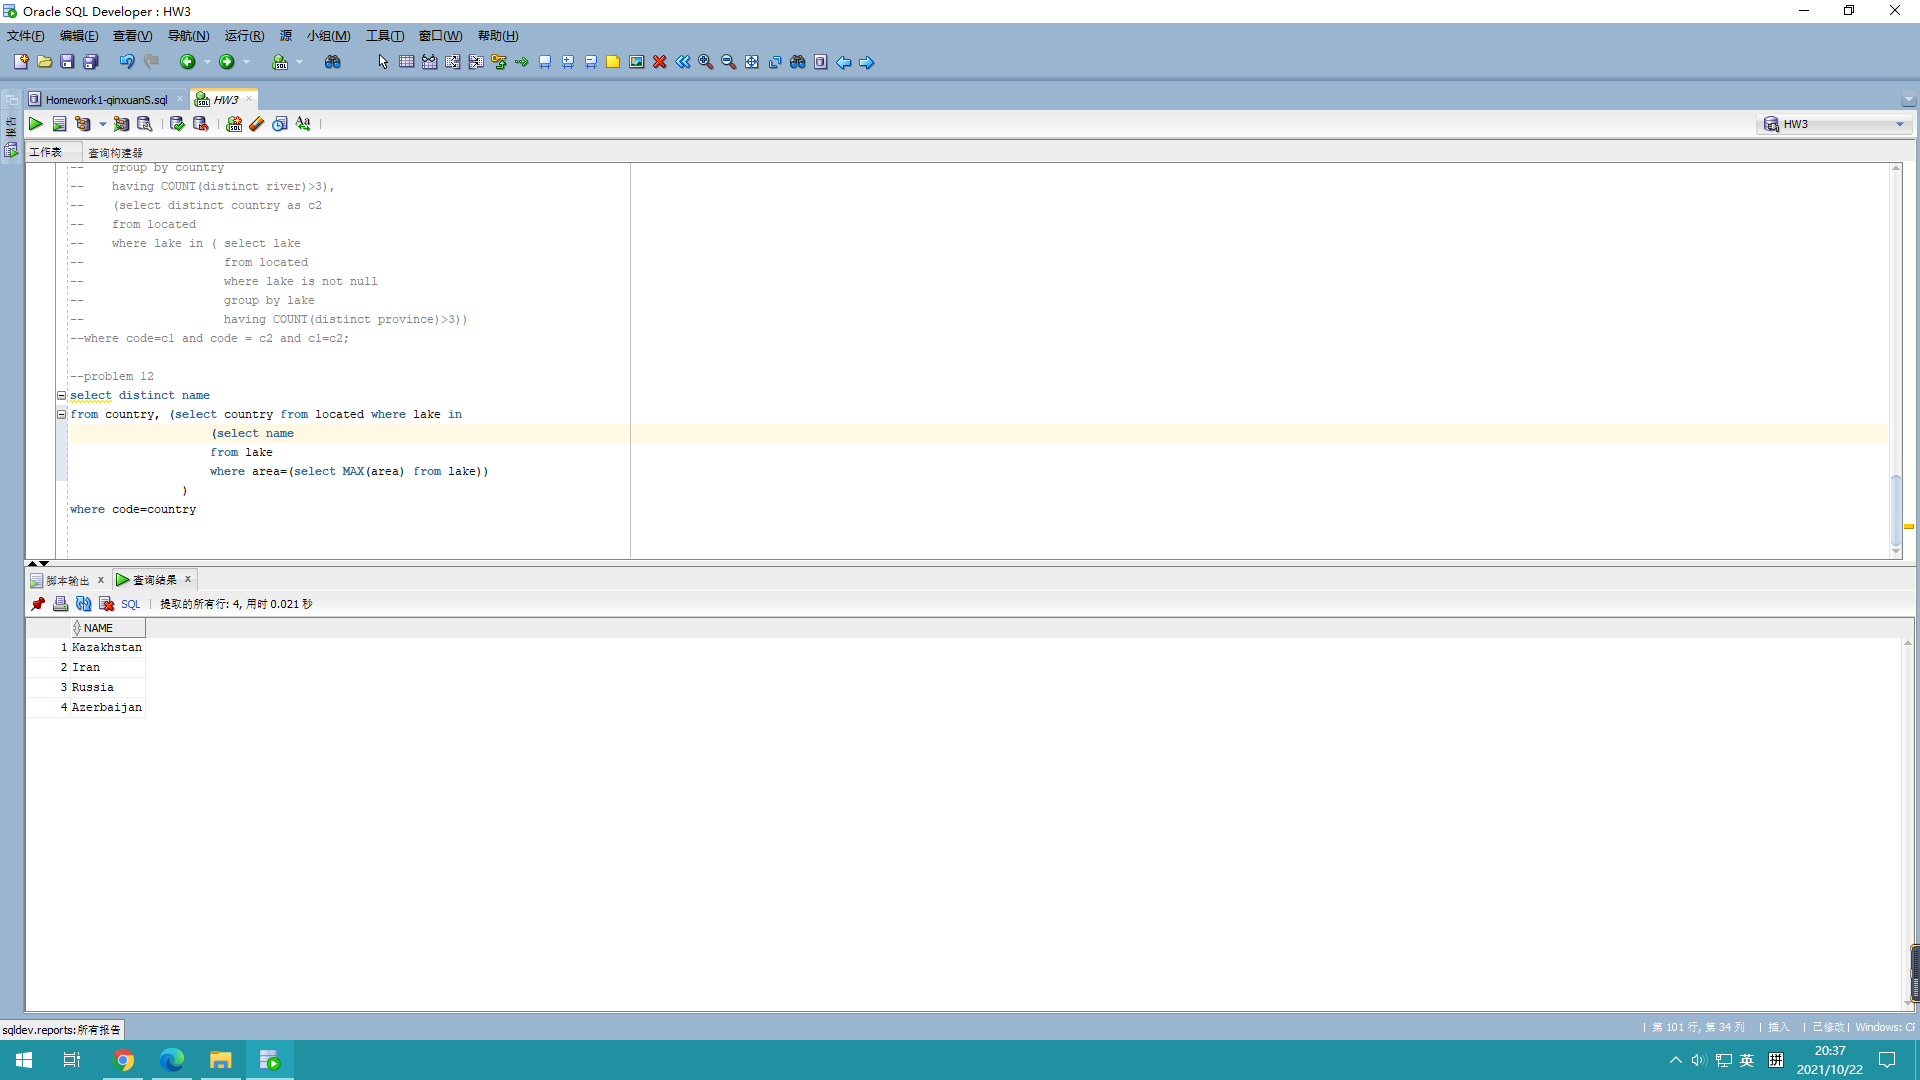 Oracle SQL Developer : HW3
文件(F) 编辑(E) 查看(V) 导航(N) 运行(R) 源 小组(M) 工具(T) 窗口(W) 帮助(H)
Homework1-qinxuanS.sql HW3
报告
HW3
工作表 查询构建器
-- group by country
-- having COUNT(distinct river)>3),
-- (select distinct country as c2
-- from located
-- where lake in ( select lake
-- from located
-- where lake is not null
-- group by lake
-- having COUNT(distinct province)>3))
--where code=c1 and code = c2 and c1=c2;
--problem 12
select distinct name
from country, (select country from located where lake in
(select name
from lake
where area=(select MAX(area) from lake))
)
where code=country
脚本输出 x 查询结果 x
SQL | 提取的所有行: 4, 用时 0.021 秒
NAME
1 Kazakhstan
2 Iran
3 Russia
4 Azerbaijan
sqldev.reports:所有报告
| 第 101 行, 第 34 列 | 插入 | 已修改 | Windows: CF
英 拼 20:37
2021/10/22